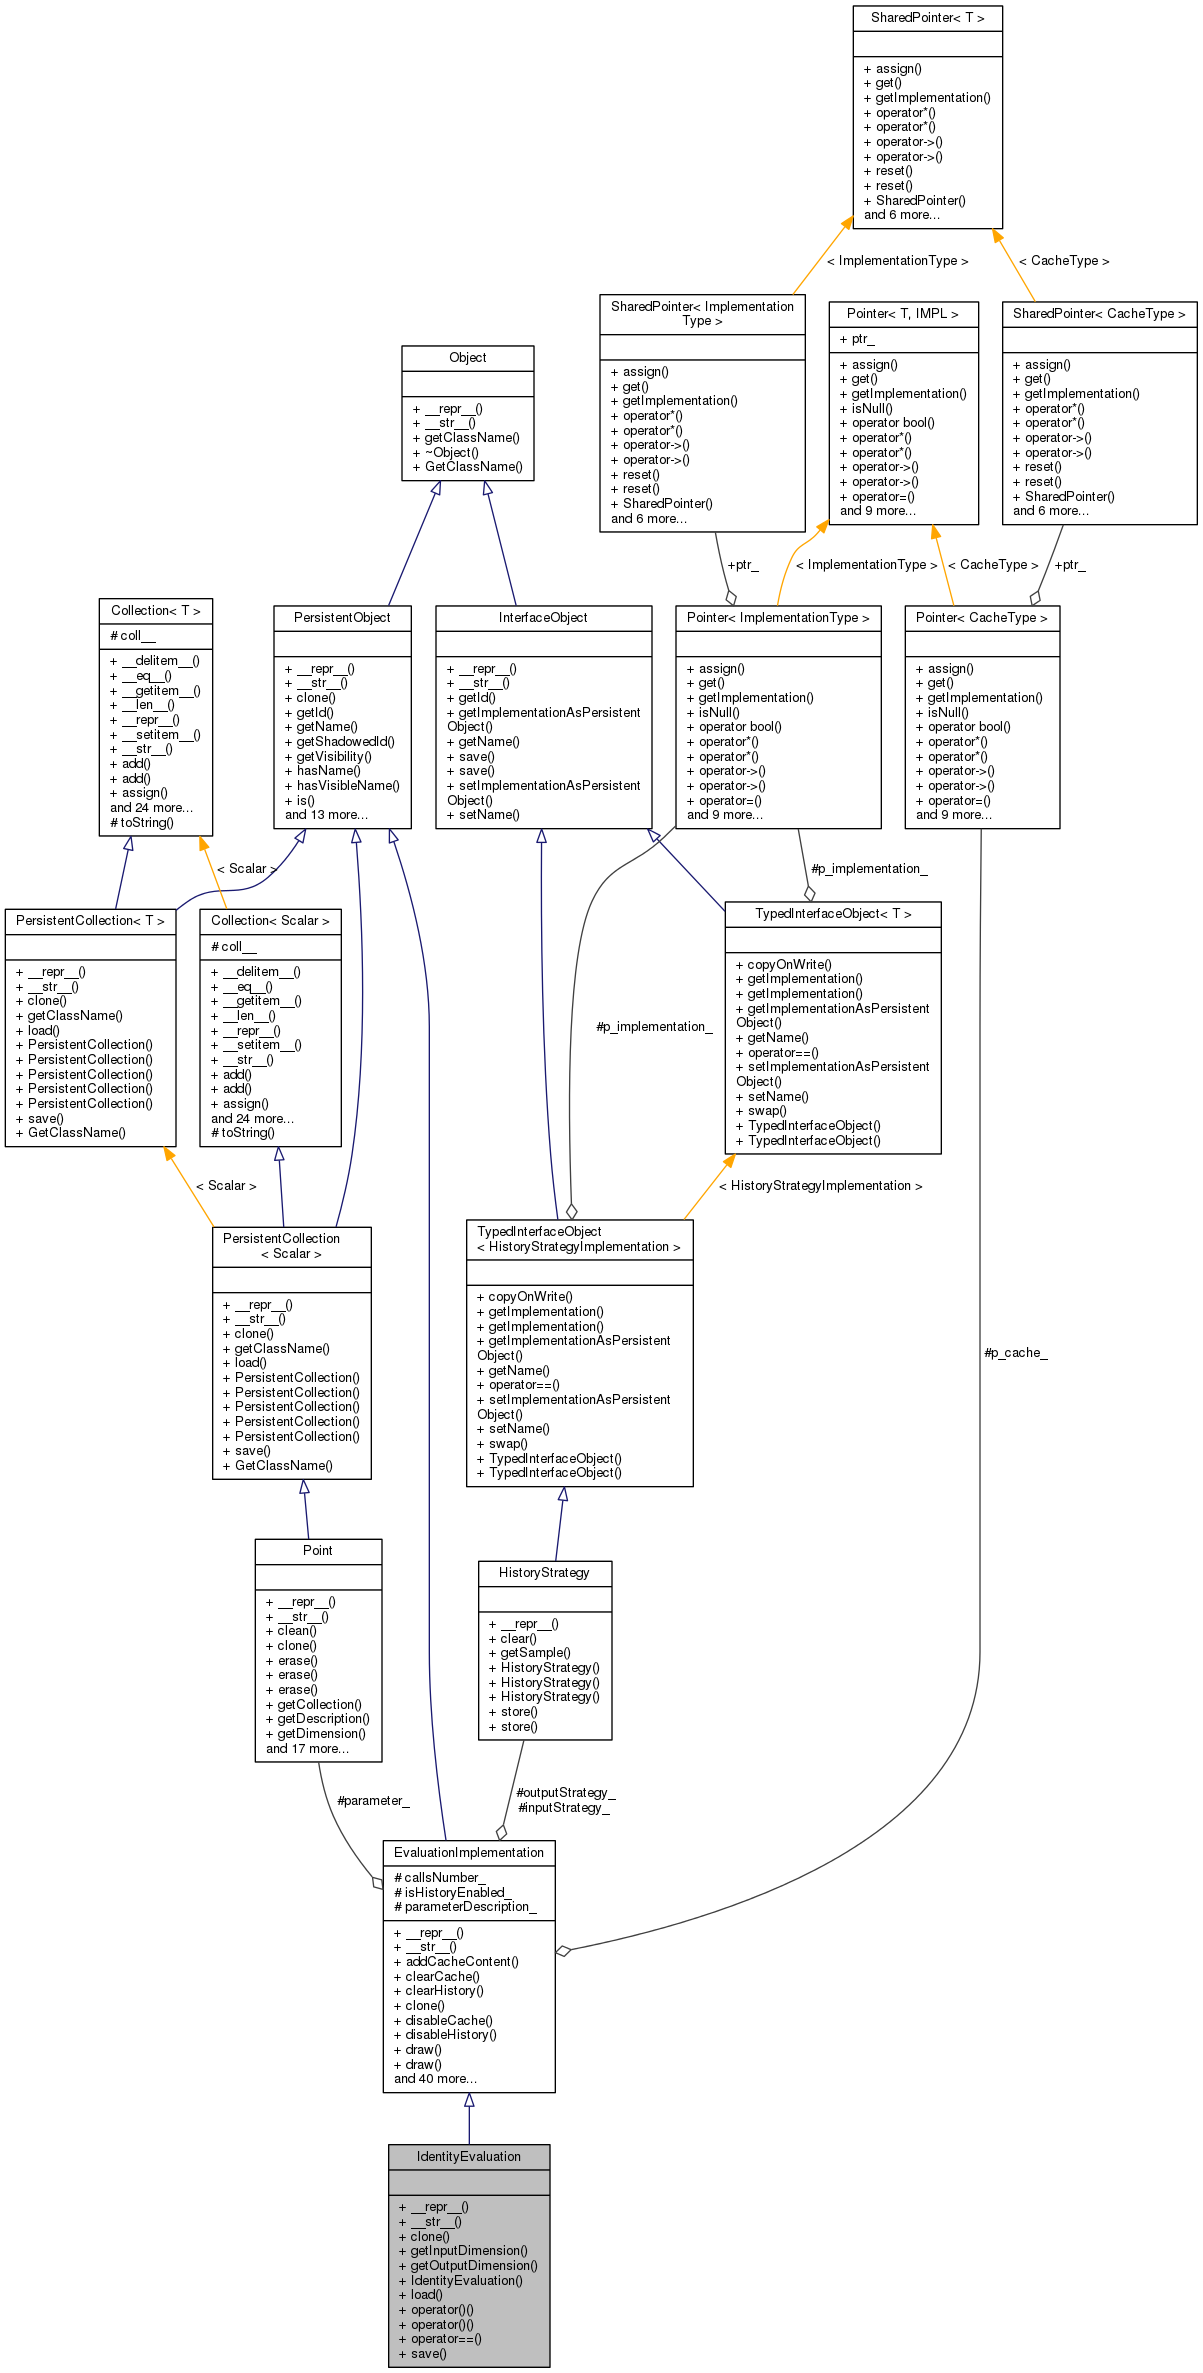 SharedPointer< T >
+ assign()
+ get()
+ getImplementation()
+ operator*()
+ operator*()
+ operator->()
+ operator->()
+ reset()
+ reset()
+ SharedPointer()
and 6 more...
< ImplementationType >
< CacheType >
SharedPointer< Implementation
Type >
+ assign()
+ get()
+ getImplementation()
+ operator*()
+ operator*()
+ operator->()
+ operator->()
+ reset()
+ reset()
+ SharedPointer()
and 6 more...
Pointer< T, IMPL >
+ ptr_
+ assign()
+ get()
+ getImplementation()
+ isNull()
+ operator bool()
+ operator*()
+ operator*()
+ operator->()
+ operator->()
+ operator=()
and 9 more...
SharedPointer< CacheType >
+ assign()
+ get()
+ getImplementation()
+ operator*()
+ operator*()
+ operator->()
+ operator->()
+ reset()
+ reset()
+ SharedPointer()
and 6 more...
Object
+ __repr__()
+ __str__()
+ getClassName()
+ ~Object()
+ GetClassName()
+ptr_
< ImplementationType >
< CacheType >
+ptr_
Collection< T >
# coll__
+ __delitem__()
+ __eq__()
+ __getitem__()
+ __len__()
+ __repr__()
+ __setitem__()
+ __str__()
+ add()
+ add()
+ assign()
and 24 more...
# toString()
PersistentObject
+ __repr__()
+ __str__()
+ clone()
+ getId()
+ getName()
+ getShadowedId()
+ getVisibility()
+ hasName()
+ hasVisibleName()
+ is()
and 13 more...
InterfaceObject
+ __repr__()
+ __str__()
+ getId()
+ getImplementationAsPersistent
Object()
+ getName()
+ save()
+ save()
+ setImplementationAsPersistent
Object()
+ setName()
Pointer< ImplementationType >
+ assign()
+ get()
+ getImplementation()
+ isNull()
+ operator bool()
+ operator*()
+ operator*()
+ operator->()
+ operator->()
+ operator=()
and 9 more...
Pointer< CacheType >
+ assign()
+ get()
+ getImplementation()
+ isNull()
+ operator bool()
+ operator*()
+ operator*()
+ operator->()
+ operator->()
+ operator=()
and 9 more...
< Scalar >
#p_implementation_
PersistentCollection< T >
+ __repr__()
+ __str__()
+ clone()
+ getClassName()
+ load()
+ PersistentCollection()
+ PersistentCollection()
+ PersistentCollection()
+ PersistentCollection()
+ PersistentCollection()
+ save()
+ GetClassName()
Collection< Scalar >
# coll__
+ __delitem__()
+ __eq__()
+ __getitem__()
+ __len__()
+ __repr__()
+ __setitem__()
+ __str__()
+ add()
+ add()
+ assign()
and 24 more...
# toString()
#p_implementation_
TypedInterfaceObject< T >
+ copyOnWrite()
+ getImplementation()
+ getImplementation()
+ getImplementationAsPersistent
Object()
+ getName()
+ operator==()
+ setImplementationAsPersistent
Object()
+ setName()
+ swap()
+ TypedInterfaceObject()
+ TypedInterfaceObject()
< Scalar >
< HistoryStrategyImplementation >
PersistentCollection
< Scalar >
+ __repr__()
+ __str__()
+ clone()
+ getClassName()
+ load()
+ PersistentCollection()
+ PersistentCollection()
+ PersistentCollection()
+ PersistentCollection()
+ PersistentCollection()
+ save()
+ GetClassName()
TypedInterfaceObject
< HistoryStrategyImplementation >
+ copyOnWrite()
+ getImplementation()
+ getImplementation()
+ getImplementationAsPersistent
Object()
+ getName()
+ operator==()
+ setImplementationAsPersistent
Object()
+ setName()
+ swap()
+ TypedInterfaceObject()
+ TypedInterfaceObject()
#p_cache_
Point
+ __repr__()
+ __str__()
+ clean()
+ clone()
+ erase()
+ erase()
+ erase()
+ getCollection()
+ getDescription()
+ getDimension()
and 17 more...
HistoryStrategy
+ __repr__()
+ clear()
+ getSample()
+ HistoryStrategy()
+ HistoryStrategy()
+ HistoryStrategy()
+ store()
+ store()
#parameter_
#outputStrategy_
#inputStrategy_
EvaluationImplementation
# callsNumber_
# isHistoryEnabled_
# parameterDescription_
+ __repr__()
+ __str__()
+ addCacheContent()
+ clearCache()
+ clearHistory()
+ clone()
+ disableCache()
+ disableHistory()
+ draw()
+ draw()
and 40 more...
IdentityEvaluation
+ __repr__()
+ __str__()
+ clone()
+ getInputDimension()
+ getOutputDimension()
+ IdentityEvaluation()
+ load()
+ operator()()
+ operator()()
+ operator==()
+ save()